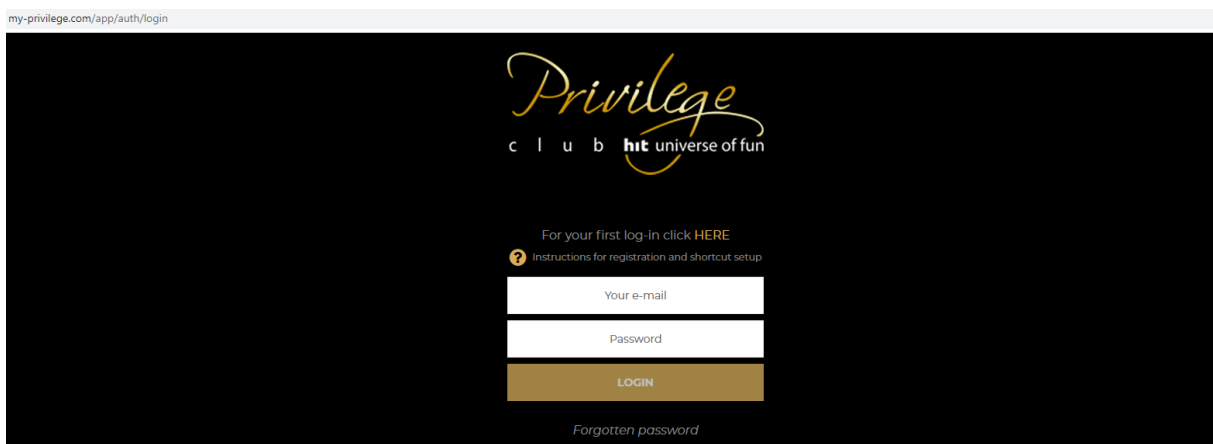 my-privilege.com/app/auth/login
Privilege
club hit universe of fun
For your first log-in click HERE
? Instructions for registration and shortcut setup
Your e-mail
Password
LOGIN
Forgotten password